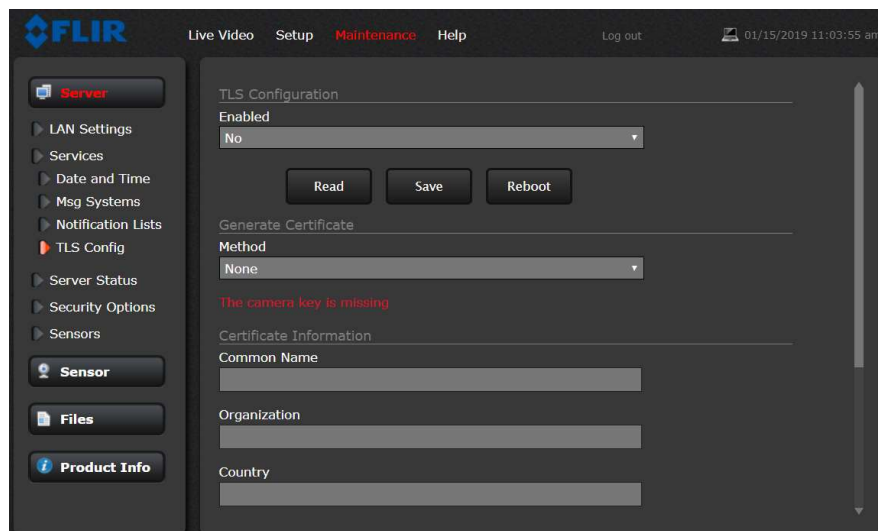 FLIR
Live Video Setup Maintenance Help Log out 01/15/2019 11:03:55 am
Server
LAN Settings
Services
Date and Time
Msg Systems
Notification Lists
TLS Config
Server Status
Security Options
Sensors
Sensor
Files
Product Info
TLS Configuration
Enabled
No
Read Save Reboot
Generate Certificate
Method
None
The camera key is missing
Certificate Information
Common Name
Organization
Country